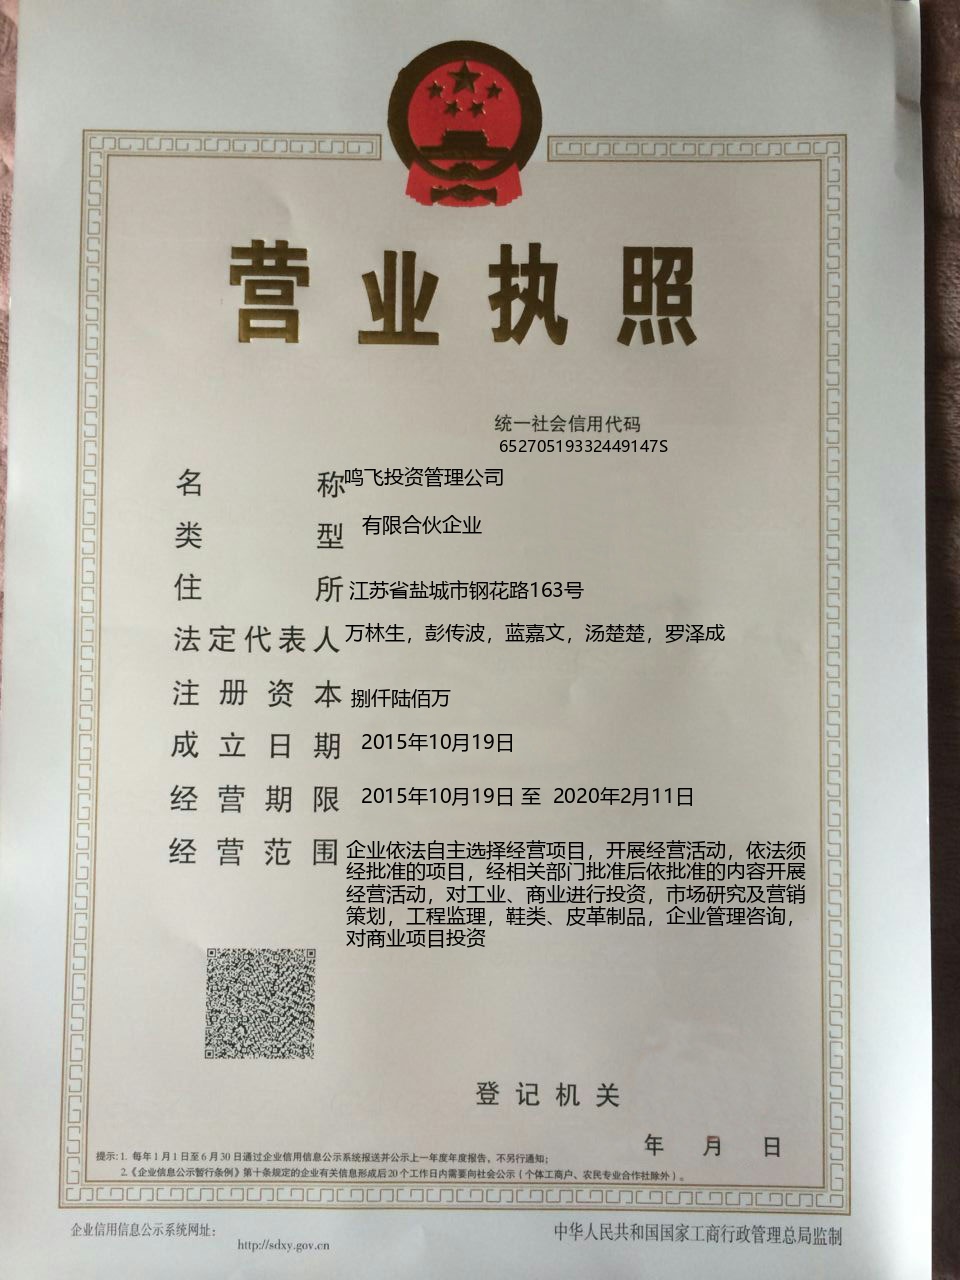 营业执照
统一社会信用代码
65270519332449147S
名 称 鸣飞投资管理公司
类 型 有限合伙企业
住 所 江苏省盐城市钢花路163号
法定代表人 万林生，彭传波，蓝嘉文，汤楚楚，罗泽成
注册资本 捌仟陆佰万
成立日期 2015年10月19日
经营期限 2015年10月19日 至 2020年2月11日
经营范围 企业依法自主选择经营项目，开展经营活动，依法须
经批准的项目，经相关部门批准后依批准的内容开展
经营活动，对工业、商业进行投资，市场研究及营销
策划，工程监理，鞋类、皮革制品，企业管理咨询，
对商业项目投资
登记机关
年 月 日
提示：1. 每年1月1日至6月30日通过企业信用信息公示系统报送并公示上一年度年度报告，不另行通知；
2.《企业信息公示暂行条例》第十条规定的企业有关信息形成后20个工作日内需要向社会公示（个体工商户、农民专业合作社除外）。
企业信用信息公示系统网址：
http://sdxy.gov.cn
中华人民共和国国家工商行政管理总局监制